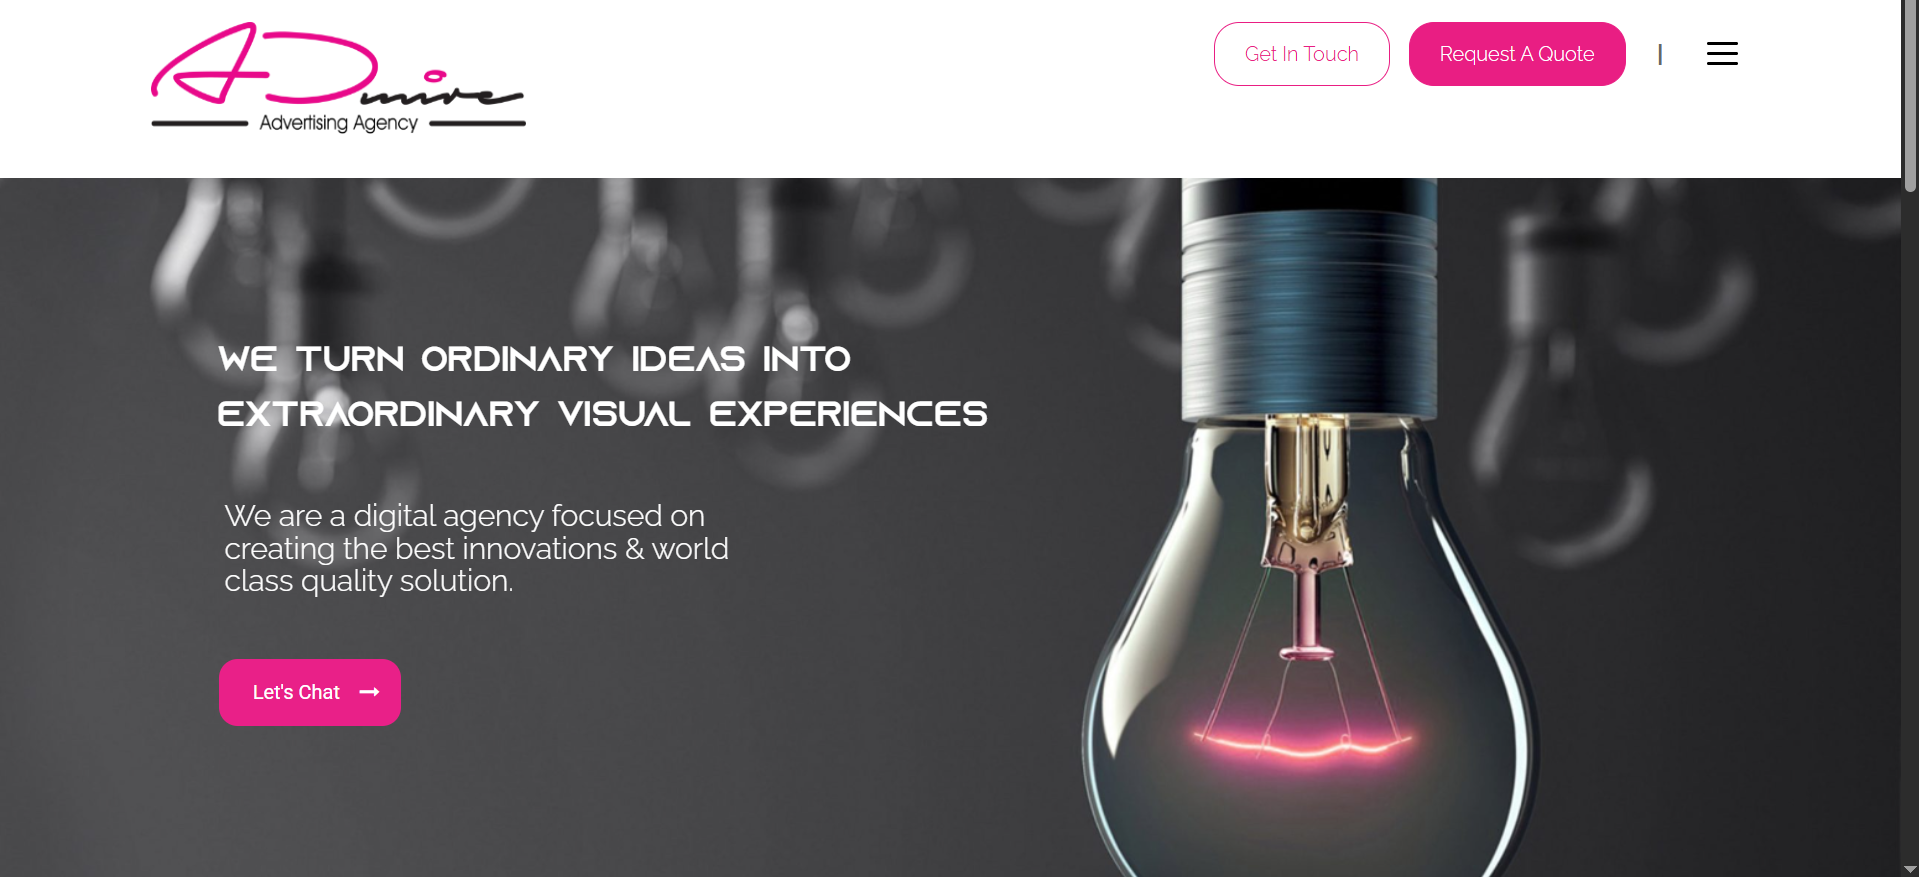 ADmire
Advertising Agency
Get In Touch
Request A Quote
|
WE TURN ORDINARY IDEAS INTO
EXTRAORDINARY VISUAL EXPERIENCES
We are a digital agency focused on
creating the best innovations & world
class quality solution.
Let's Chat